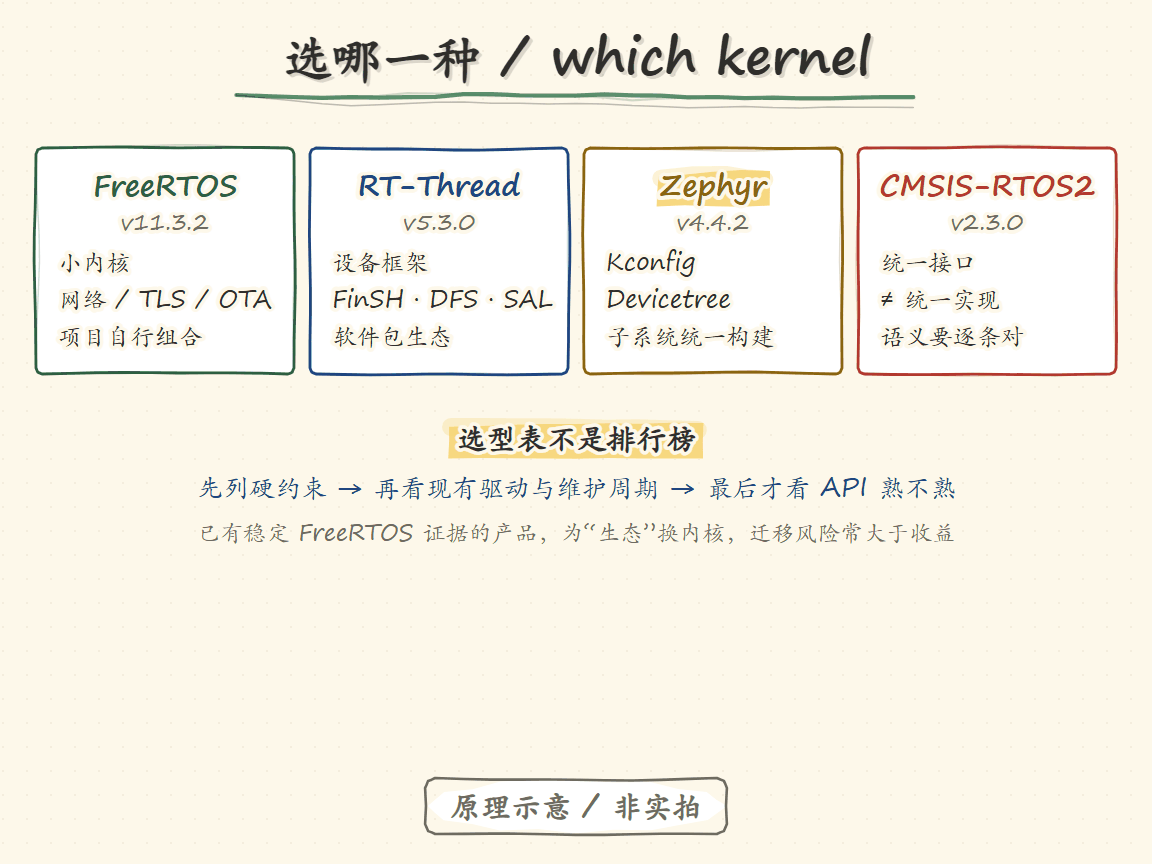 选哪一种 / which kernel
FreeRTOS
v11.3.2
小内核
网络 / TLS / OTA
项目自行组合
RT-Thread
v5.3.0
设备框架
FinSH · DFS · SAL
软件包生态
Zephyr
v4.4.2
Kconfig
Devicetree
子系统统一构建
CMSIS-RTOS2
v2.3.0
统一接口
≠ 统一实现
语义要逐条对
选型表不是排行榜
先列硬约束 → 再看现有驱动与维护周期 → 最后才看 API 熟不熟
已有稳定 FreeRTOS 证据的产品，为“生态”换内核，迁移风险常大于收益
原理示意 / 非实拍